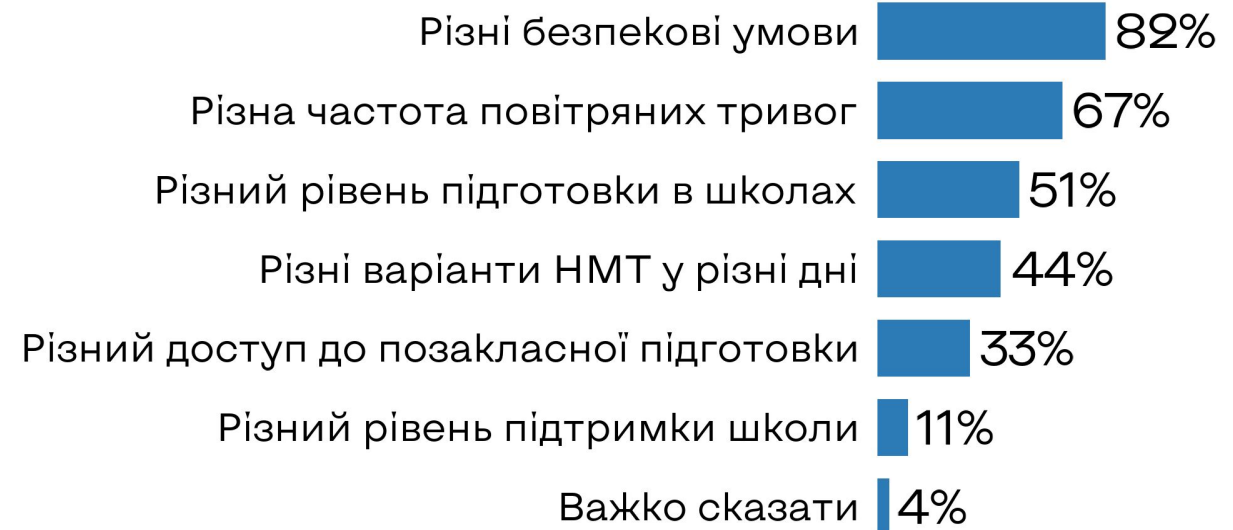 Різні безпекові умови 82%
Різна частота повітряних тривог 67%
Різний рівень підготовки в школах 51%
Різні варіанти НМТ у різні дні 44%
Різний доступ до позакласної підготовки 33%
Різний рівень підтримки школи 11%
Важко сказати 4%